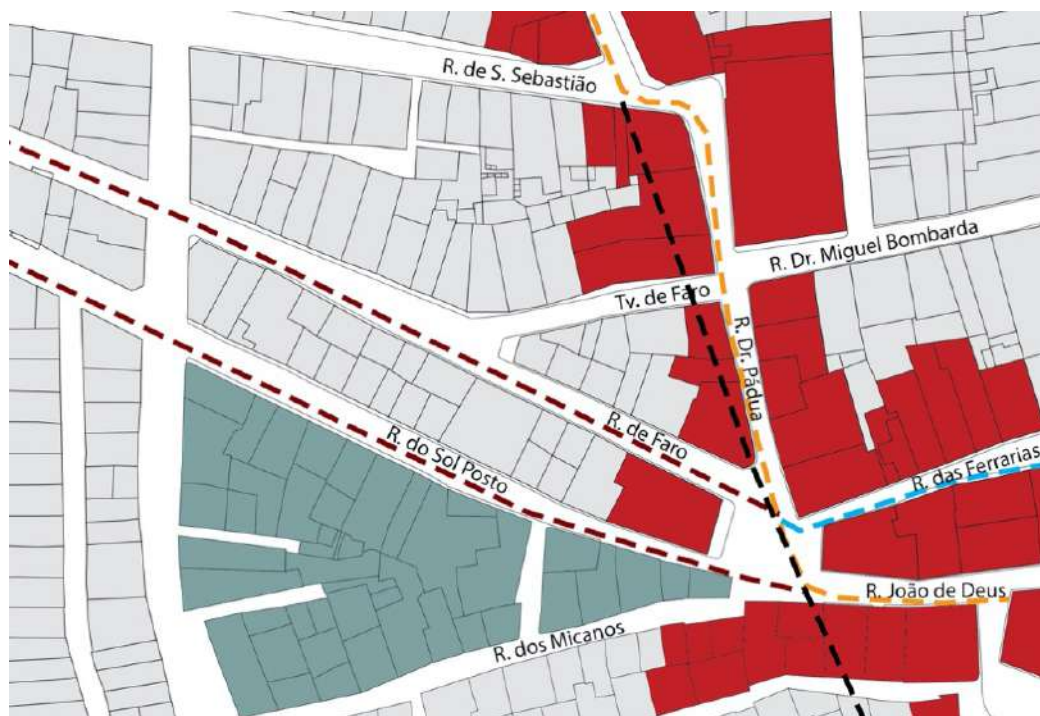 R. de S. Sebastião
R. Dr. Miguel Bombarda
Tv. de Faro
R. Dr. Pádua
R. de Faro
R. do Sol Posto
R. das Ferrarias
R. João de Deus
R. dos Micanos